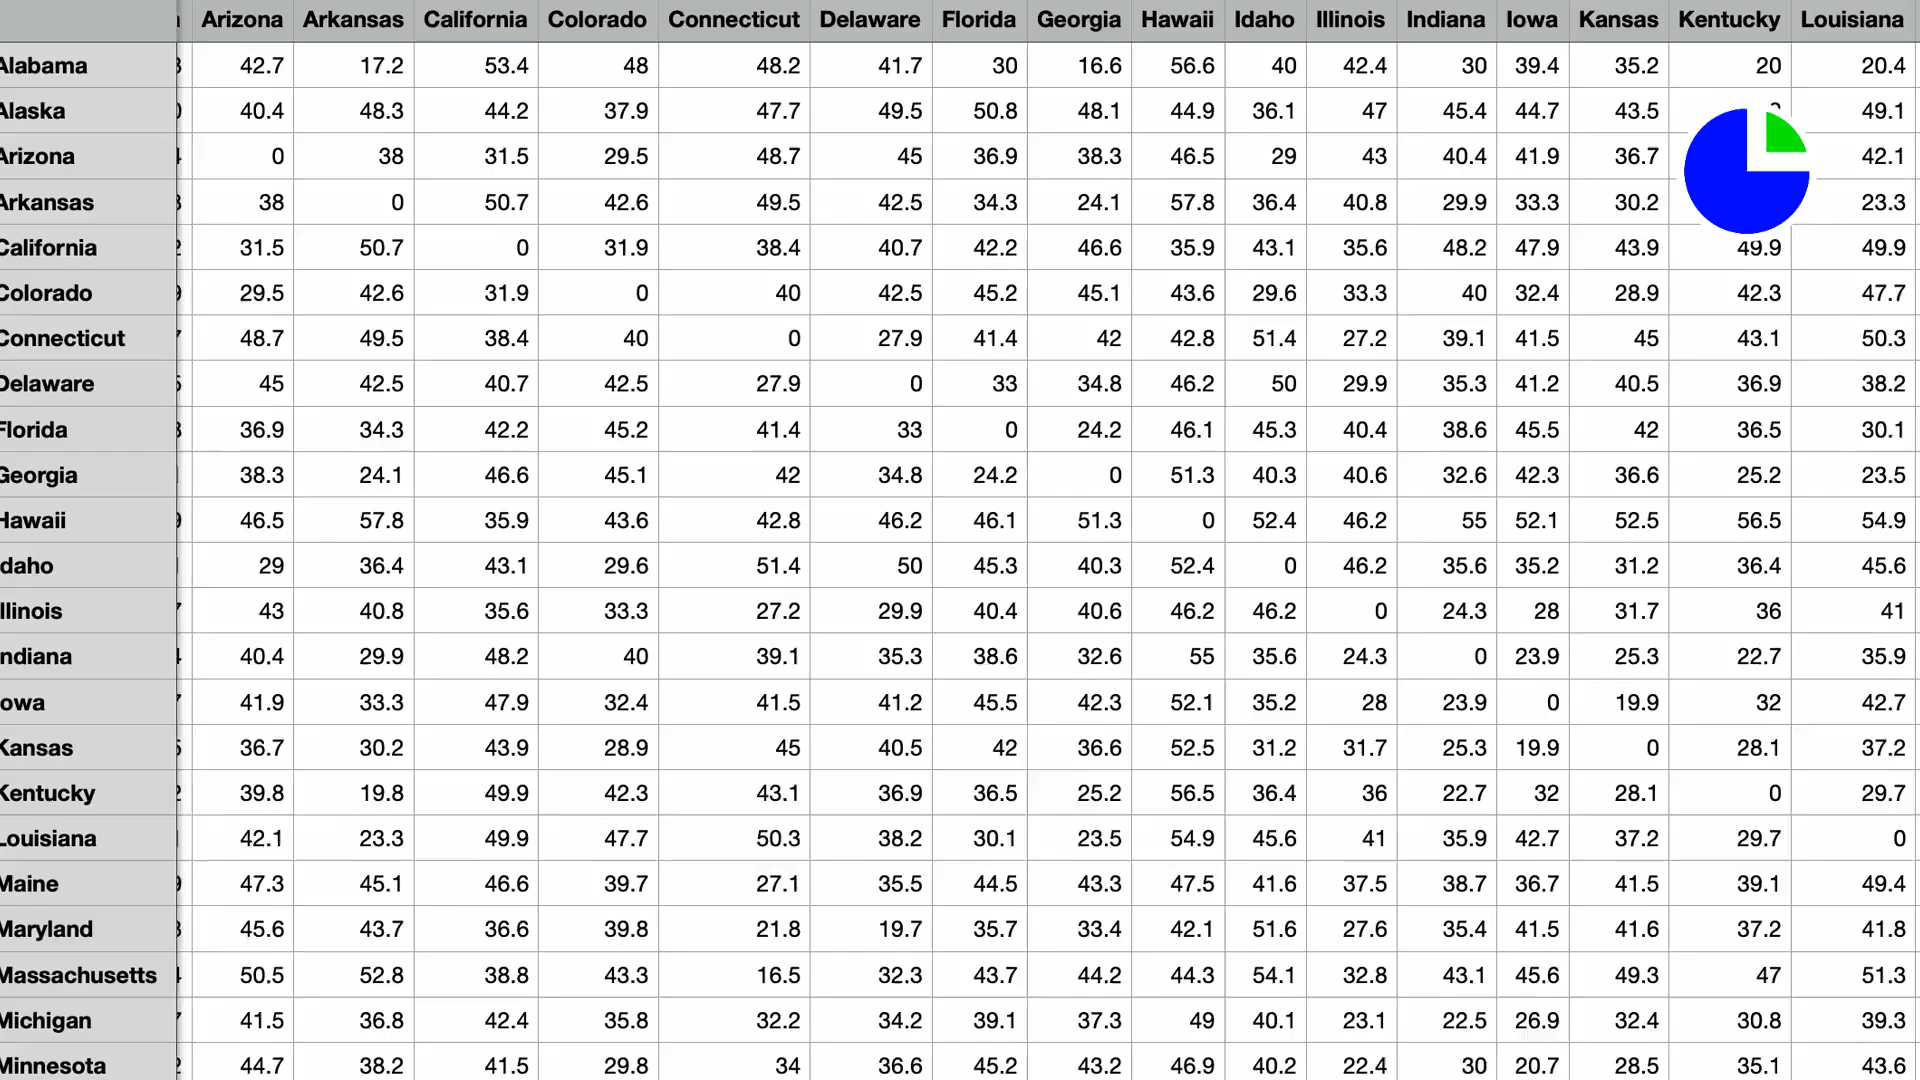 Arizona Arkansas California Colorado Connecticut Delaware Florida Georgia Hawaii Idaho Illinois Indiana Iowa Kansas Kentucky Louisiana
Alabama 42.7 17.2 53.4 48 48.2 41.7 30 16.6 56.6 40 42.4 30 39.4 35.2 20 20.4
Alaska 40.4 48.3 44.2 37.9 47.7 49.5 50.8 48.1 44.9 36.1 47 45.4 44.7 43.5 49.1
Arizona 0 38 31.5 29.5 48.7 45 36.9 38.3 46.5 29 43 40.4 41.9 36.7 42.1
Arkansas 38 0 50.7 42.6 49.5 42.5 34.3 24.1 57.8 36.4 40.8 29.9 33.3 30.2 23.3
California 31.5 50.7 0 31.9 38.4 40.7 42.2 46.6 35.9 43.1 35.6 48.2 47.9 43.9 49.9 49.9
Colorado 29.5 42.6 31.9 0 40 42.5 45.2 45.1 43.6 29.6 33.3 40 32.4 28.9 42.3 47.7
Connecticut 48.7 49.5 38.4 40 0 27.9 41.4 42 42.8 51.4 27.2 39.1 41.5 45 43.1 50.3
Delaware 45 42.5 40.7 42.5 27.9 0 33 34.8 46.2 50 29.9 35.3 41.2 40.5 36.9 38.2
Florida 36.9 34.3 42.2 45.2 41.4 33 0 24.2 46.1 45.3 40.4 38.6 45.5 42 36.5 30.1
Georgia 38.3 24.1 46.6 45.1 42 34.8 24.2 0 51.3 40.3 40.6 32.6 42.3 36.6 25.2 23.5
Hawaii 46.5 57.8 35.9 43.6 42.8 46.2 46.1 51.3 0 52.4 46.2 55 52.1 52.5 56.5 54.9
daho 29 36.4 43.1 29.6 51.4 50 45.3 40.3 52.4 0 46.2 35.6 35.2 31.2 36.4 45.6
llinois 43 40.8 35.6 33.3 27.2 29.9 40.4 40.6 46.2 46.2 0 24.3 28 31.7 36 41
ndiana 40.4 29.9 48.2 40 39.1 35.3 38.6 32.6 55 35.6 24.3 0 23.9 25.3 22.7 35.9
owa 41.9 33.3 47.9 32.4 41.5 41.2 45.5 42.3 52.1 35.2 28 23.9 0 19.9 32 42.7
Kansas 36.7 30.2 43.9 28.9 45 40.5 42 36.6 52.5 31.2 31.7 25.3 19.9 0 28.1 37.2
Kentucky 39.8 19.8 49.9 42.3 43.1 36.9 36.5 25.2 56.5 36.4 36 22.7 32 28.1 0 29.7
Louisiana 42.1 23.3 49.9 47.7 50.3 38.2 30.1 23.5 54.9 45.6 41 35.9 42.7 37.2 29.7 0
Maine 47.3 45.1 46.6 39.7 27.1 35.5 44.5 43.3 47.5 41.6 37.5 38.7 36.7 41.5 39.1 49.4
Maryland 45.6 43.7 36.6 39.8 21.8 19.7 35.7 33.4 42.1 51.6 27.6 35.4 41.5 41.6 37.2 41.8
Massachusetts 50.5 52.8 38.8 43.3 16.5 32.3 43.7 44.2 44.3 54.1 32.8 43.1 45.6 49.3 47 51.3
Michigan 41.5 36.8 42.4 35.8 32.2 34.2 39.1 37.3 49 40.1 23.1 22.5 26.9 32.4 30.8 39.3
Minnesota 44.7 38.2 41.5 29.8 34 36.6 45.2 43.2 46.9 40.2 22.4 30 20.7 28.5 35.1 43.6